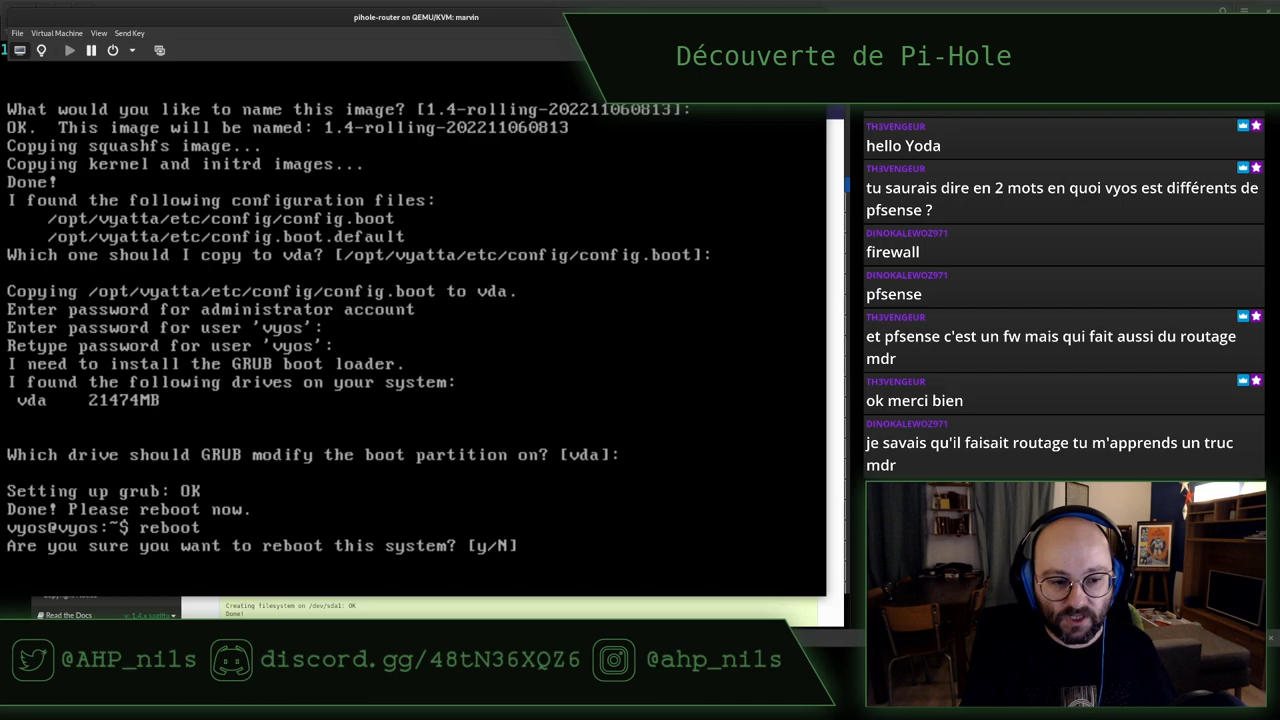 pihole-router on QEMU/KVM: marvin
File Virtual Machine View Send Key
Découverte de Pi-Hole
What would you like to name this image? [1.4-rolling-202211060813]:
OK.  This image will be named: 1.4-rolling-202211060813
Copying squashfs image...
Copying kernel and initrd images...
Done!
I found the following configuration files:
    /opt/vyatta/etc/config/config.boot
    /opt/vyatta/etc/config.boot.default
Which one should I copy to vda? [/opt/vyatta/etc/config/config.boot]:
Copying /opt/vyatta/etc/config/config.boot to vda.
Enter password for administrator account
Enter password for user 'vyos':
Retype password for user 'vyos':
I need to install the GRUB boot loader.
I found the following drives on your system:
 vda    21474MB
Which drive should GRUB modify the boot partition on? [vda]:
Setting up grub: OK
Done! Please reboot now.
vyos@vyos:~$ reboot
Are you sure you want to reboot this system? [y/N]
Read the Docs
Creating filesystem on /dev/sda1: OK
Done!
TH3VENGEUR
hello Yoda
TH3VENGEUR
tu saurais dire en 2 mots en quoi vyos est différents de
pfsense ?
DINOKALEWOZ971
firewall
DINOKALEWOZ971
pfsense
TH3VENGEUR
et pfsense c'est un fw mais qui fait aussi du routage
mdr
TH3VENGEUR
ok merci bien
DINOKALEWOZ971
je savais qu'il faisait routage tu m'apprends un truc
mdr
@AHP_nils discord.gg/48tN36XQZ6 @ahp_nils